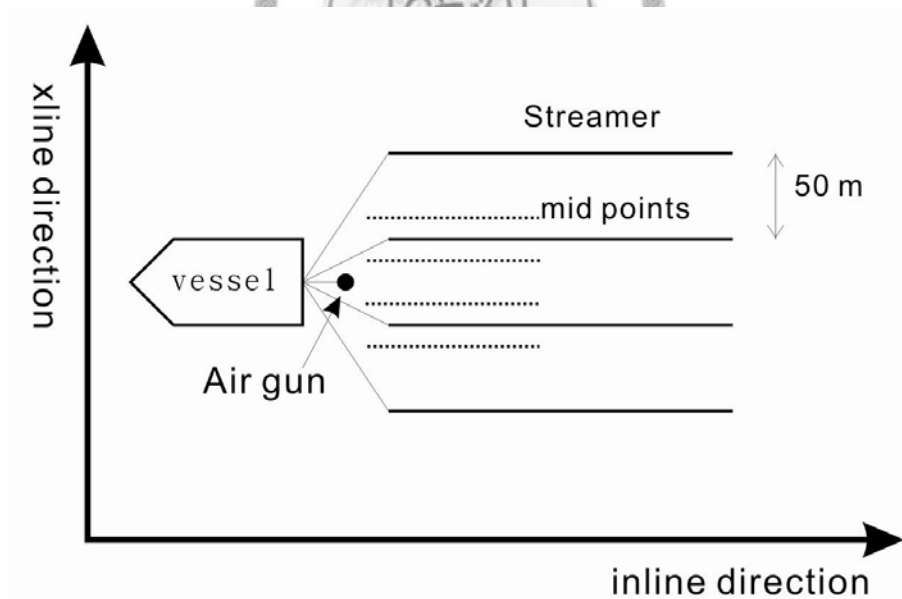 xline direction
Streamer
50 m
mid points
vessel
Air gun
inline direction